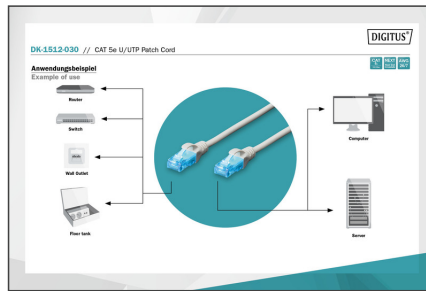 DIGITUS®
DK-1512-030 // CAT 5e U/UTP Patch Cord
Anwendungsbeispiel
Example of use
Router
Switch
Wall Outlet
Floor tank
Computer
Server